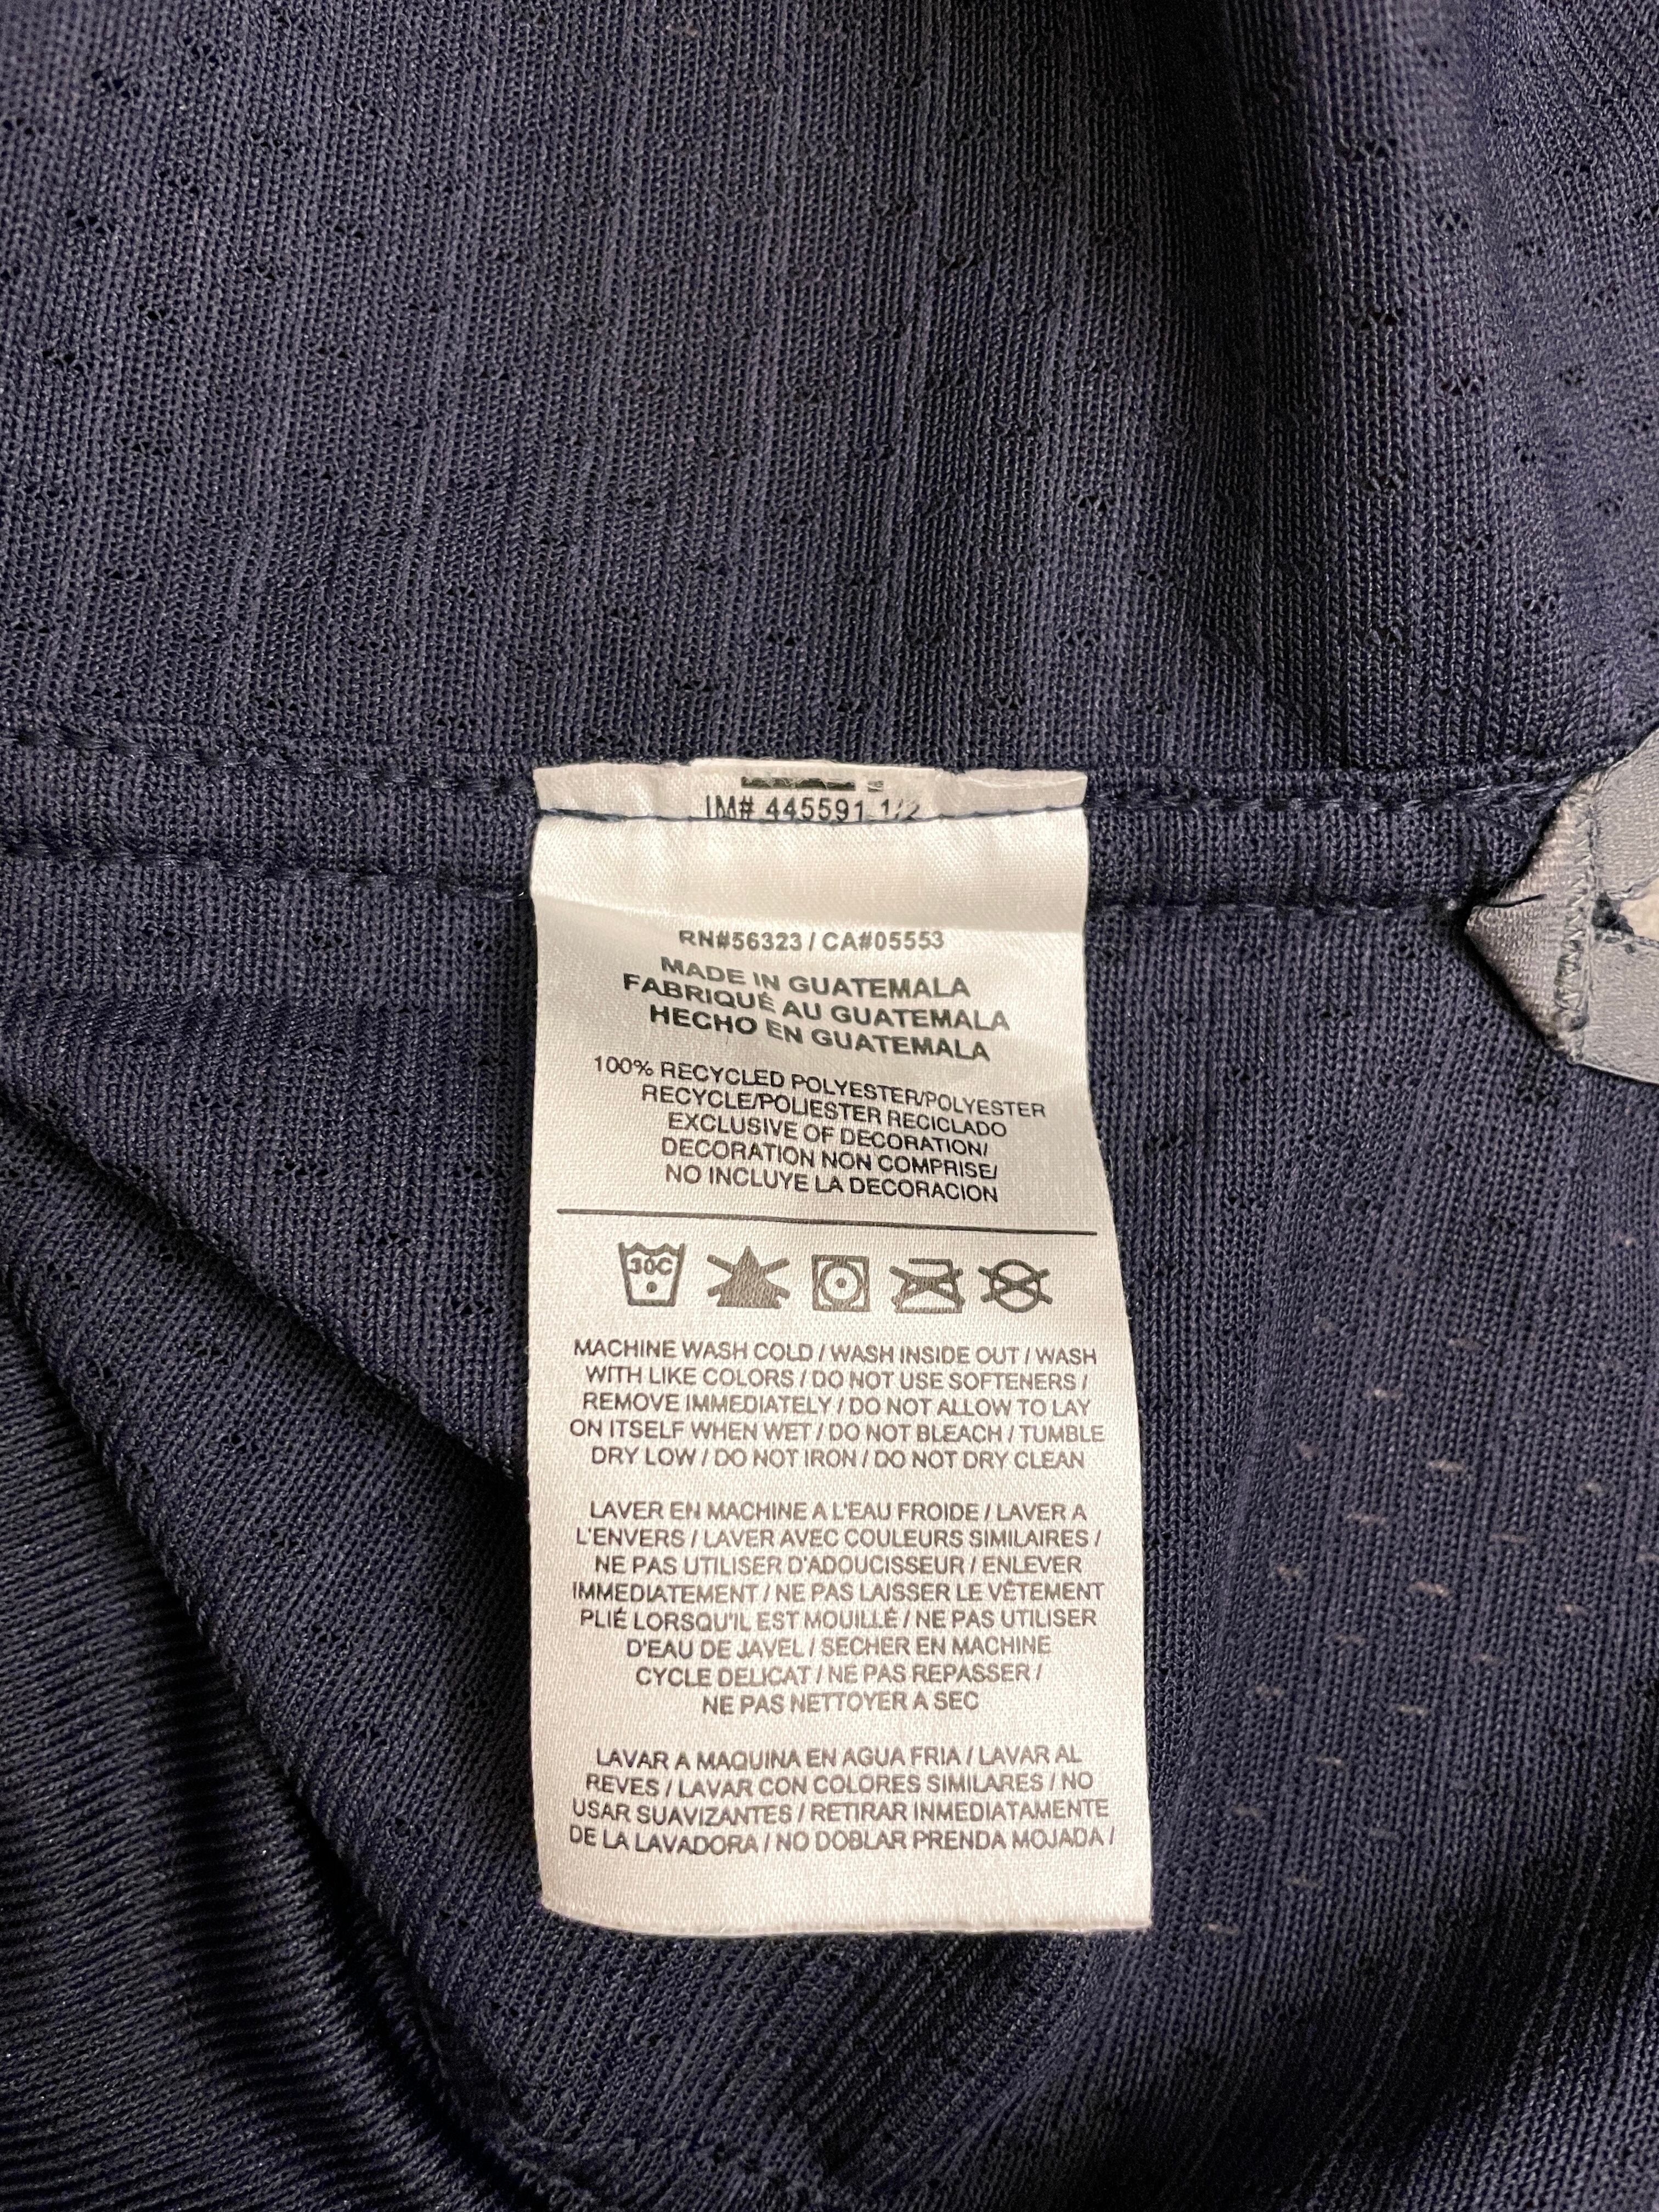 IM# 445591 1/2
RN#56323 / CA#05553
MADE IN GUATEMALA
FABRIQUÉ AU GUATEMALA
HECHO EN GUATEMALA
100% RECYCLED POLYESTER/POLYESTER
RECYCLE/POLIESTER RECICLADO
EXCLUSIVE OF DECORATION/
DECORATION NON COMPRISE/
NO INCLUYE LA DECORACION
30C
MACHINE WASH COLD / WASH INSIDE OUT / WASH
WITH LIKE COLORS / DO NOT USE SOFTENERS /
REMOVE IMMEDIATELY / DO NOT ALLOW TO LAY
ON ITSELF WHEN WET / DO NOT BLEACH / TUMBLE
DRY LOW / DO NOT IRON / DO NOT DRY CLEAN
LAVER EN MACHINE A L'EAU FROIDE / LAVER A
L'ENVERS / LAVER AVEC COULEURS SIMILAIRES /
NE PAS UTILISER D'ADOUCISSEUR / ENLEVER
IMMEDIATEMENT / NE PAS LAISSER LE VÊTEMENT
PLIÉ LORSQU'IL EST MOUILLÉ / NE PAS UTILISER
D'EAU DE JAVEL / SECHER EN MACHINE
CYCLE DELICAT / NE PAS REPASSER /
NE PAS NETTOYER A SEC
LAVAR A MAQUINA EN AGUA FRIA / LAVAR AL
REVES / LAVAR CON COLORES SIMILARES / NO
USAR SUAVIZANTES / RETIRAR INMEDIATAMENTE
DE LA LAVADORA / NO DOBLAR PRENDA MOJADA /